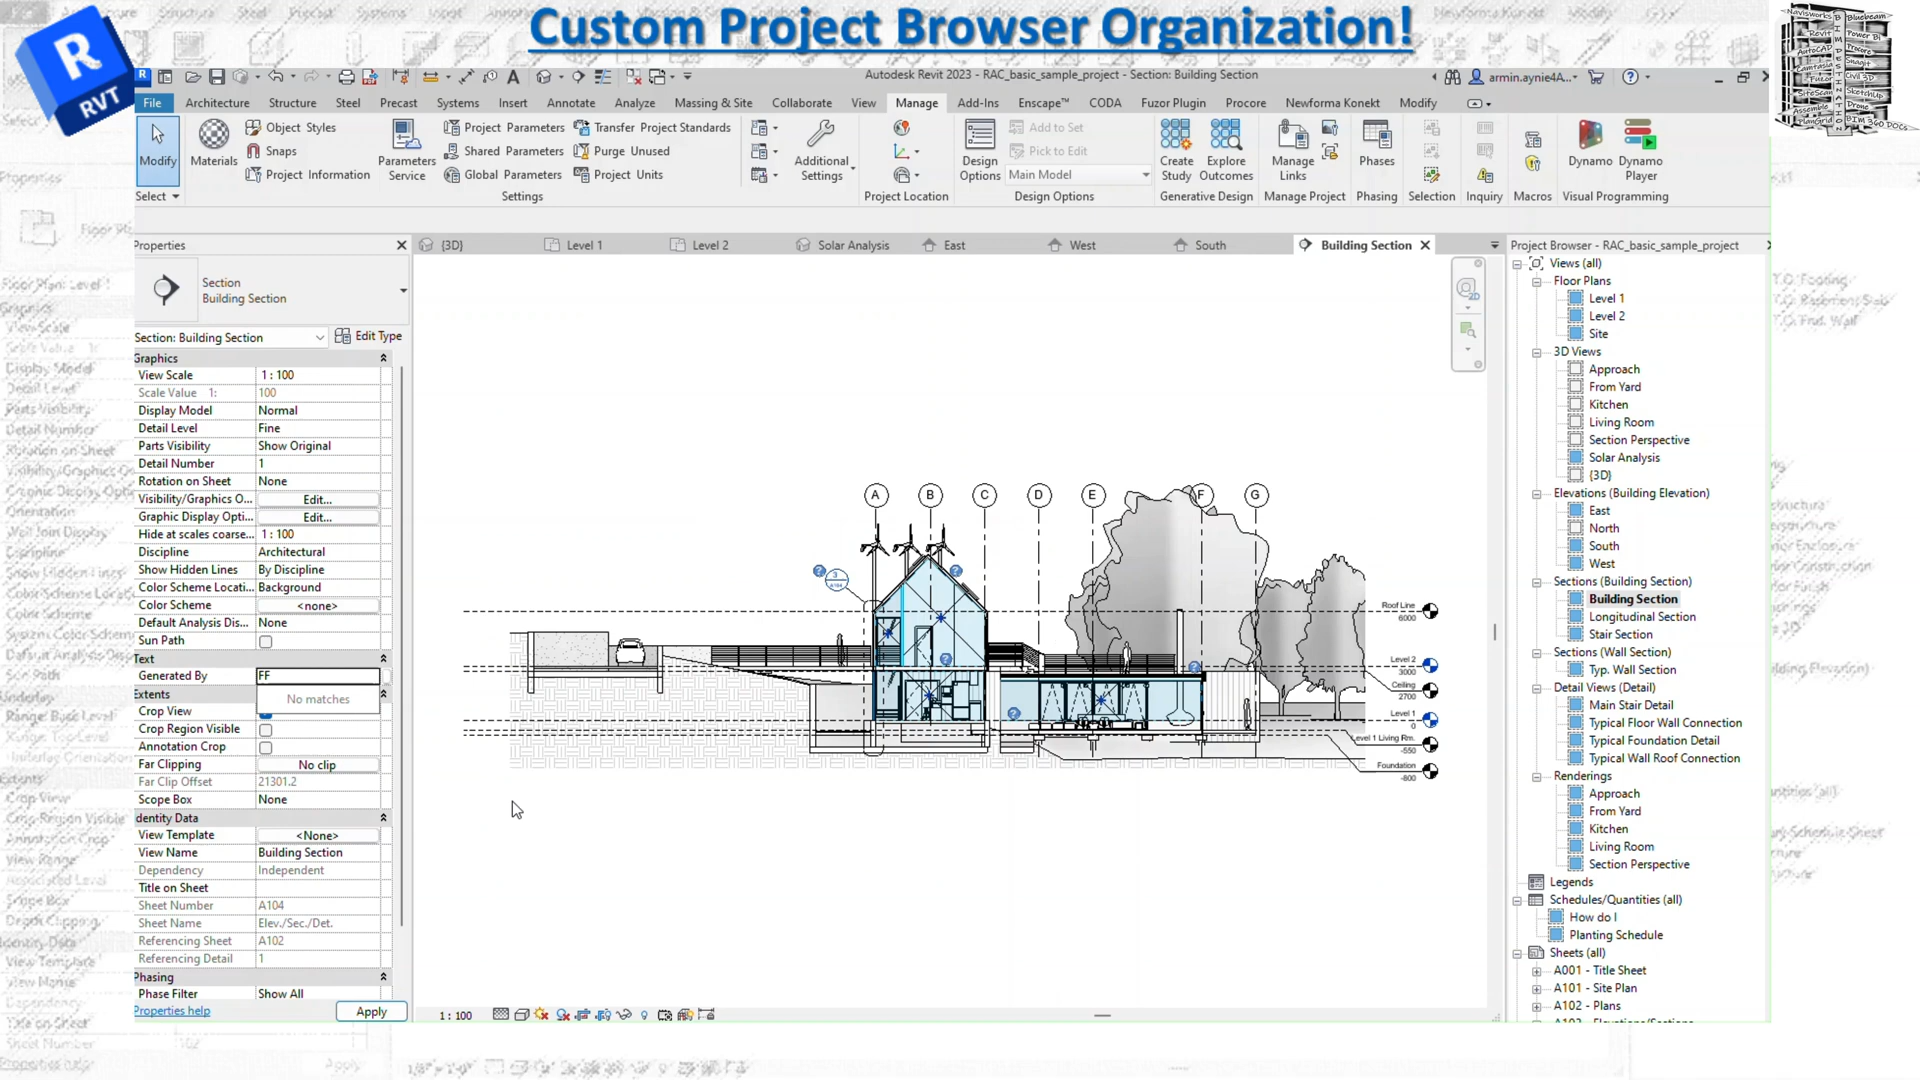 Custom Project Browser Organization!
R
RVT
Autodesk Revit 2023 - RAC_basic_sample_project - Section: Building Section
armin.aynie4A...
File Architecture Structure Steel Precast Systems Insert Annotate Analyze Massing & Site Collaborate View Manage Add-Ins Enscape™ CODA Fuzor Plugin Procore Newforma Konekt Modify
Modify
Materials
Object Styles
Snaps
Project Information
Parameters Service
Project Parameters
Shared Parameters
Global Parameters
Transfer Project Standards
Purge Unused
Project Units
Additional Settings
Design Options
Add to Set
Pick to Edit
Main Model
Create Study
Explore Outcomes
Manage Links
Phases
Dynamo
Dynamo Player
Select Settings Project Location Design Options Generative Design Manage Project Phasing Selection Inquiry Macros Visual Programming
Properties
{3D} Level 1 Level 2 Solar Analysis East West South Building Section
Section
Building Section
Section: Building Section
Edit Type
Graphics
View Scale 1 : 100
Scale Value 1: 100
Display Model Normal
Detail Level Fine
Parts Visibility Show Original
Detail Number 1
Rotation on Sheet None
Visibility/Graphics O... Edit...
Graphic Display Opti... Edit...
Hide at scales coarse... 1 : 100
Discipline Architectural
Show Hidden Lines By Discipline
Color Scheme Locati... Background
Color Scheme <none>
Default Analysis Dis... None
Sun Path
Text
Generated By FF
No matches
Extents
Crop View
Crop Region Visible
Annotation Crop
Far Clipping No clip
Far Clip Offset 21301.2
Scope Box None
Identity Data
View Template <None>
View Name Building Section
Dependency Independent
Title on Sheet
Sheet Number A104
Sheet Name Elev./Sec./Det.
Referencing Sheet A102
Referencing Detail 1
Phasing
Phase Filter Show All
Properties help Apply
A B C D E F G
3
A104
Roof Line
6000
Level 2
3000
Ceiling
2700
Level 1
0
Level 1 Living Rm.
-550
Foundation
-800
1 : 100
Project Browser - RAC_basic_sample_project
Views (all)
Floor Plans
Level 1
Level 2
Site
3D Views
Approach
From Yard
Kitchen
Living Room
Section Perspective
Solar Analysis
{3D}
Elevations (Building Elevation)
East
North
South
West
Sections (Building Section)
Building Section
Longitudinal Section
Stair Section
Sections (Wall Section)
Typ. Wall Section
Detail Views (Detail)
Main Stair Detail
Typical Floor Wall Connection
Typical Foundation Detail
Typical Wall Roof Connection
Renderings
Approach
From Yard
Kitchen
Living Room
Section Perspective
Legends
Schedules/Quantities (all)
How do I
Planting Schedule
Sheets (all)
A001 - Title Sheet
A101 - Site Plan
A102 - Plans